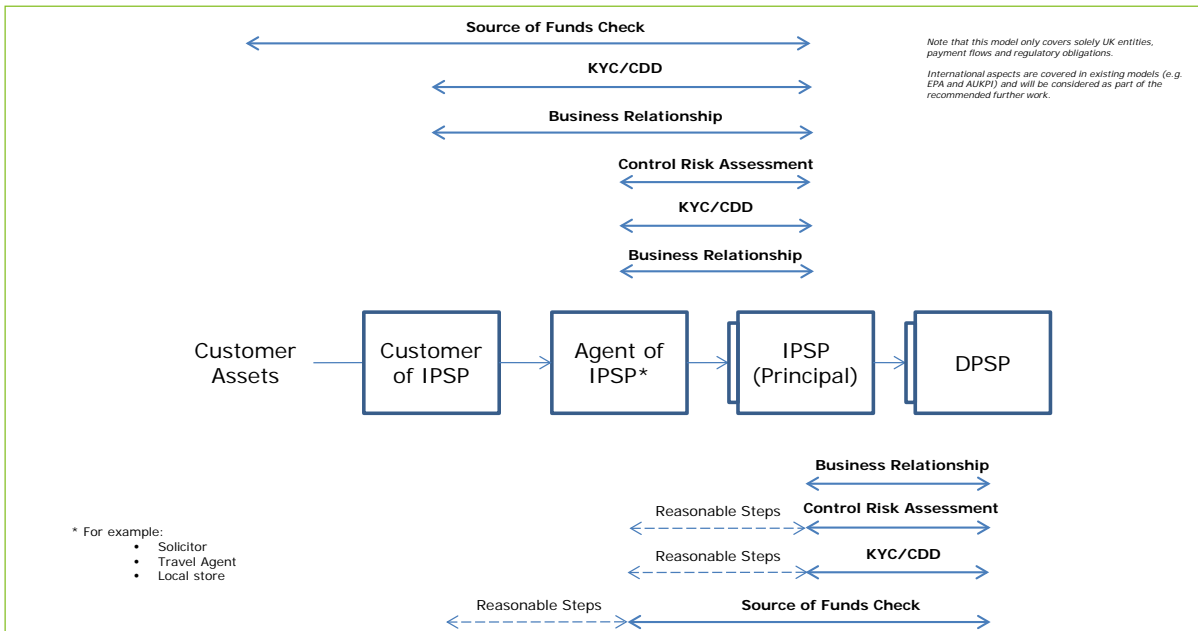 Source of Funds Check
Note that this model only covers solely UK entities,
payment flows and regulatory obligations.
International aspects are covered in existing models (e.g.
EPA and AUKPI) and will be considered as part of the
recommended further work.
KYC/CDD
Business Relationship
Control Risk Assessment
KYC/CDD
Business Relationship
Customer
Assets
Customer
of IPSP
Agent of
IPSP*
IPSP
(Principal)
DPSP
Business Relationship
Reasonable Steps
Control Risk Assessment
Reasonable Steps
KYC/CDD
Reasonable Steps
Source of Funds Check
* For example:
• Solicitor
• Travel Agent
• Local store